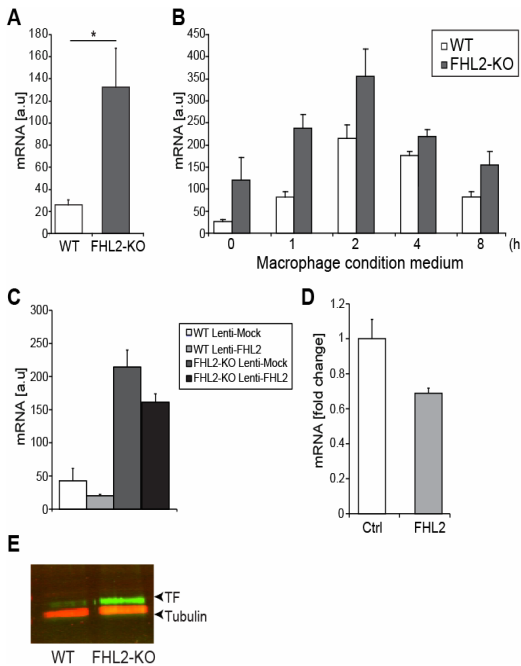 A
mRNA [a.u]
180
160
140
120
100
80
60
40
20
0
*
WT FHL2-KO
B
mRNA [a.u]
450
400
350
300
250
200
150
100
50
0
WT
FHL2-KO
0 1 2 4 8 (h
Macrophage condition medium
C
mRNA [a.u]
300
250
200
150
100
50
0
WT Lenti-Mock
WT Lenti-FHL2
FHL2-KO Lenti-Mock
FHL2-KO Lenti-FHL2
D
mRNA [fold change]
1.2
1
0.8
0.6
0.4
0.2
0
Ctrl FHL2
E
TF
Tubulin
WT FHL2-KO